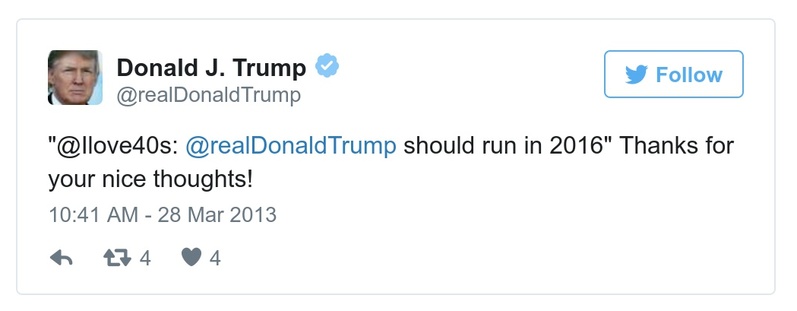 Donald J. Trump
@realDonaldTrump
Follow
"@Ilove40s: @realDonaldTrump should run in 2016" Thanks for
your nice thoughts!
10:41 AM - 28 Mar 2013
4 4